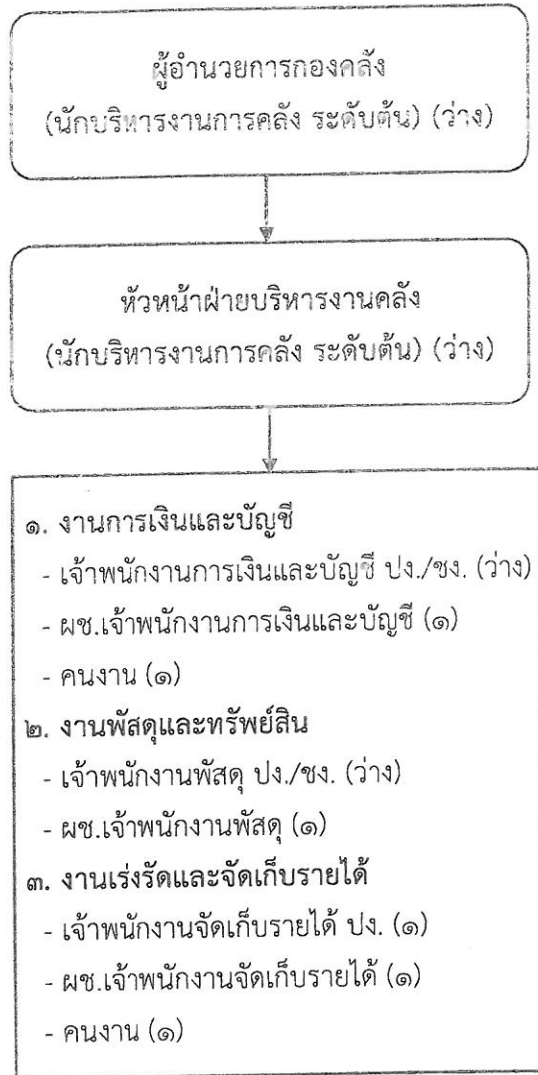 ผู้อำนวยการกองคลัง
(นักบริหารงานการคลัง ระดับต้น) (ว่าง)
หัวหน้าฝ่ายบริหารงานคลัง
(นักบริหารงานการคลัง ระดับต้น) (ว่าง)
๑. งานการเงินและบัญชี
- เจ้าพนักงานการเงินและบัญชี ปง./ชง. (ว่าง)
- ผช.เจ้าพนักงานการเงินและบัญชี (๑)
- คนงาน (๑)
๒. งานพัสดุและทรัพย์สิน
- เจ้าพนักงานพัสดุ ปง./ชง. (ว่าง)
- ผช.เจ้าพนักงานพัสดุ (๑)
๓. งานเร่งรัดและจัดเก็บรายได้
- เจ้าพนักงานจัดเก็บรายได้ ปง. (๑)
- ผช.เจ้าพนักงานจัดเก็บรายได้ (๑)
- คนงาน (๑)